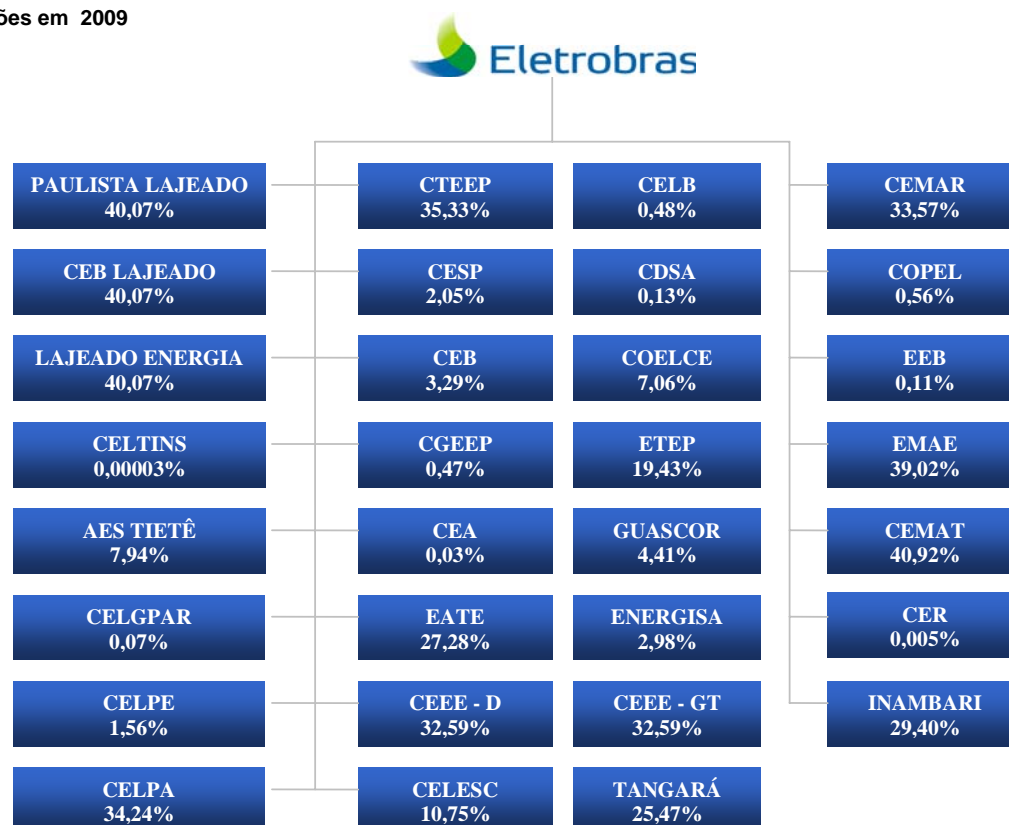 ões em 2009
Eletrobras
PAULISTA LAJEADO
40,07%
CTEEP
35,33%
CELB
0,48%
CEMAR
33,57%
CEB LAJEADO
40,07%
CESP
2,05%
CDSA
0,13%
COPEL
0,56%
LAJEADO ENERGIA
40,07%
CEB
3,29%
COELCE
7,06%
EEB
0,11%
CELTINS
0,00003%
CGEEP
0,47%
ETEP
19,43%
EMAE
39,02%
AES TIETÊ
7,94%
CEA
0,03%
GUASCOR
4,41%
CEMAT
40,92%
CELGPAR
0,07%
EATE
27,28%
ENERGISA
2,98%
CER
0,005%
CELPE
1,56%
CEEE - D
32,59%
CEEE - GT
32,59%
INAMBARI
29,40%
CELPA
34,24%
CELESC
10,75%
TANGARÁ
25,47%